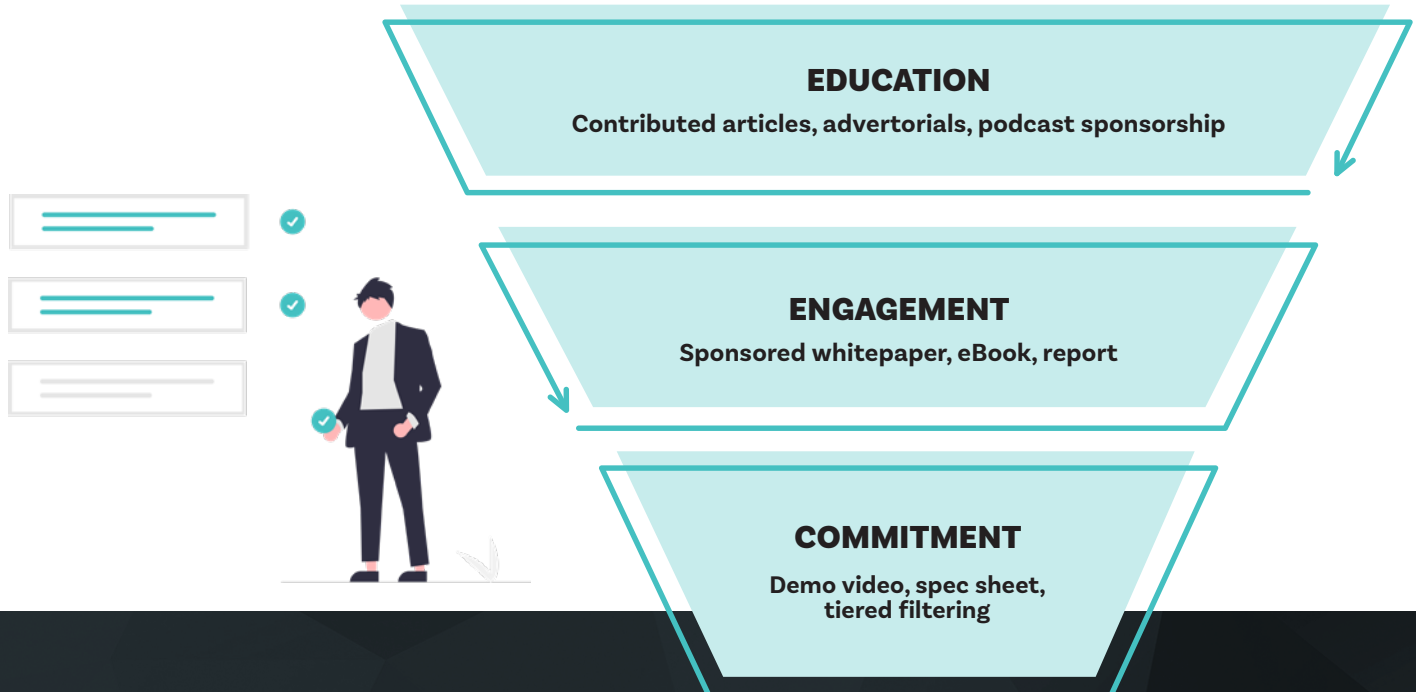 EDUCATION
Contributed articles, advertorials, podcast sponsorship
ENGAGEMENT
Sponsored whitepaper, eBook, report
COMMITMENT
Demo video, spec sheet,
tiered filtering